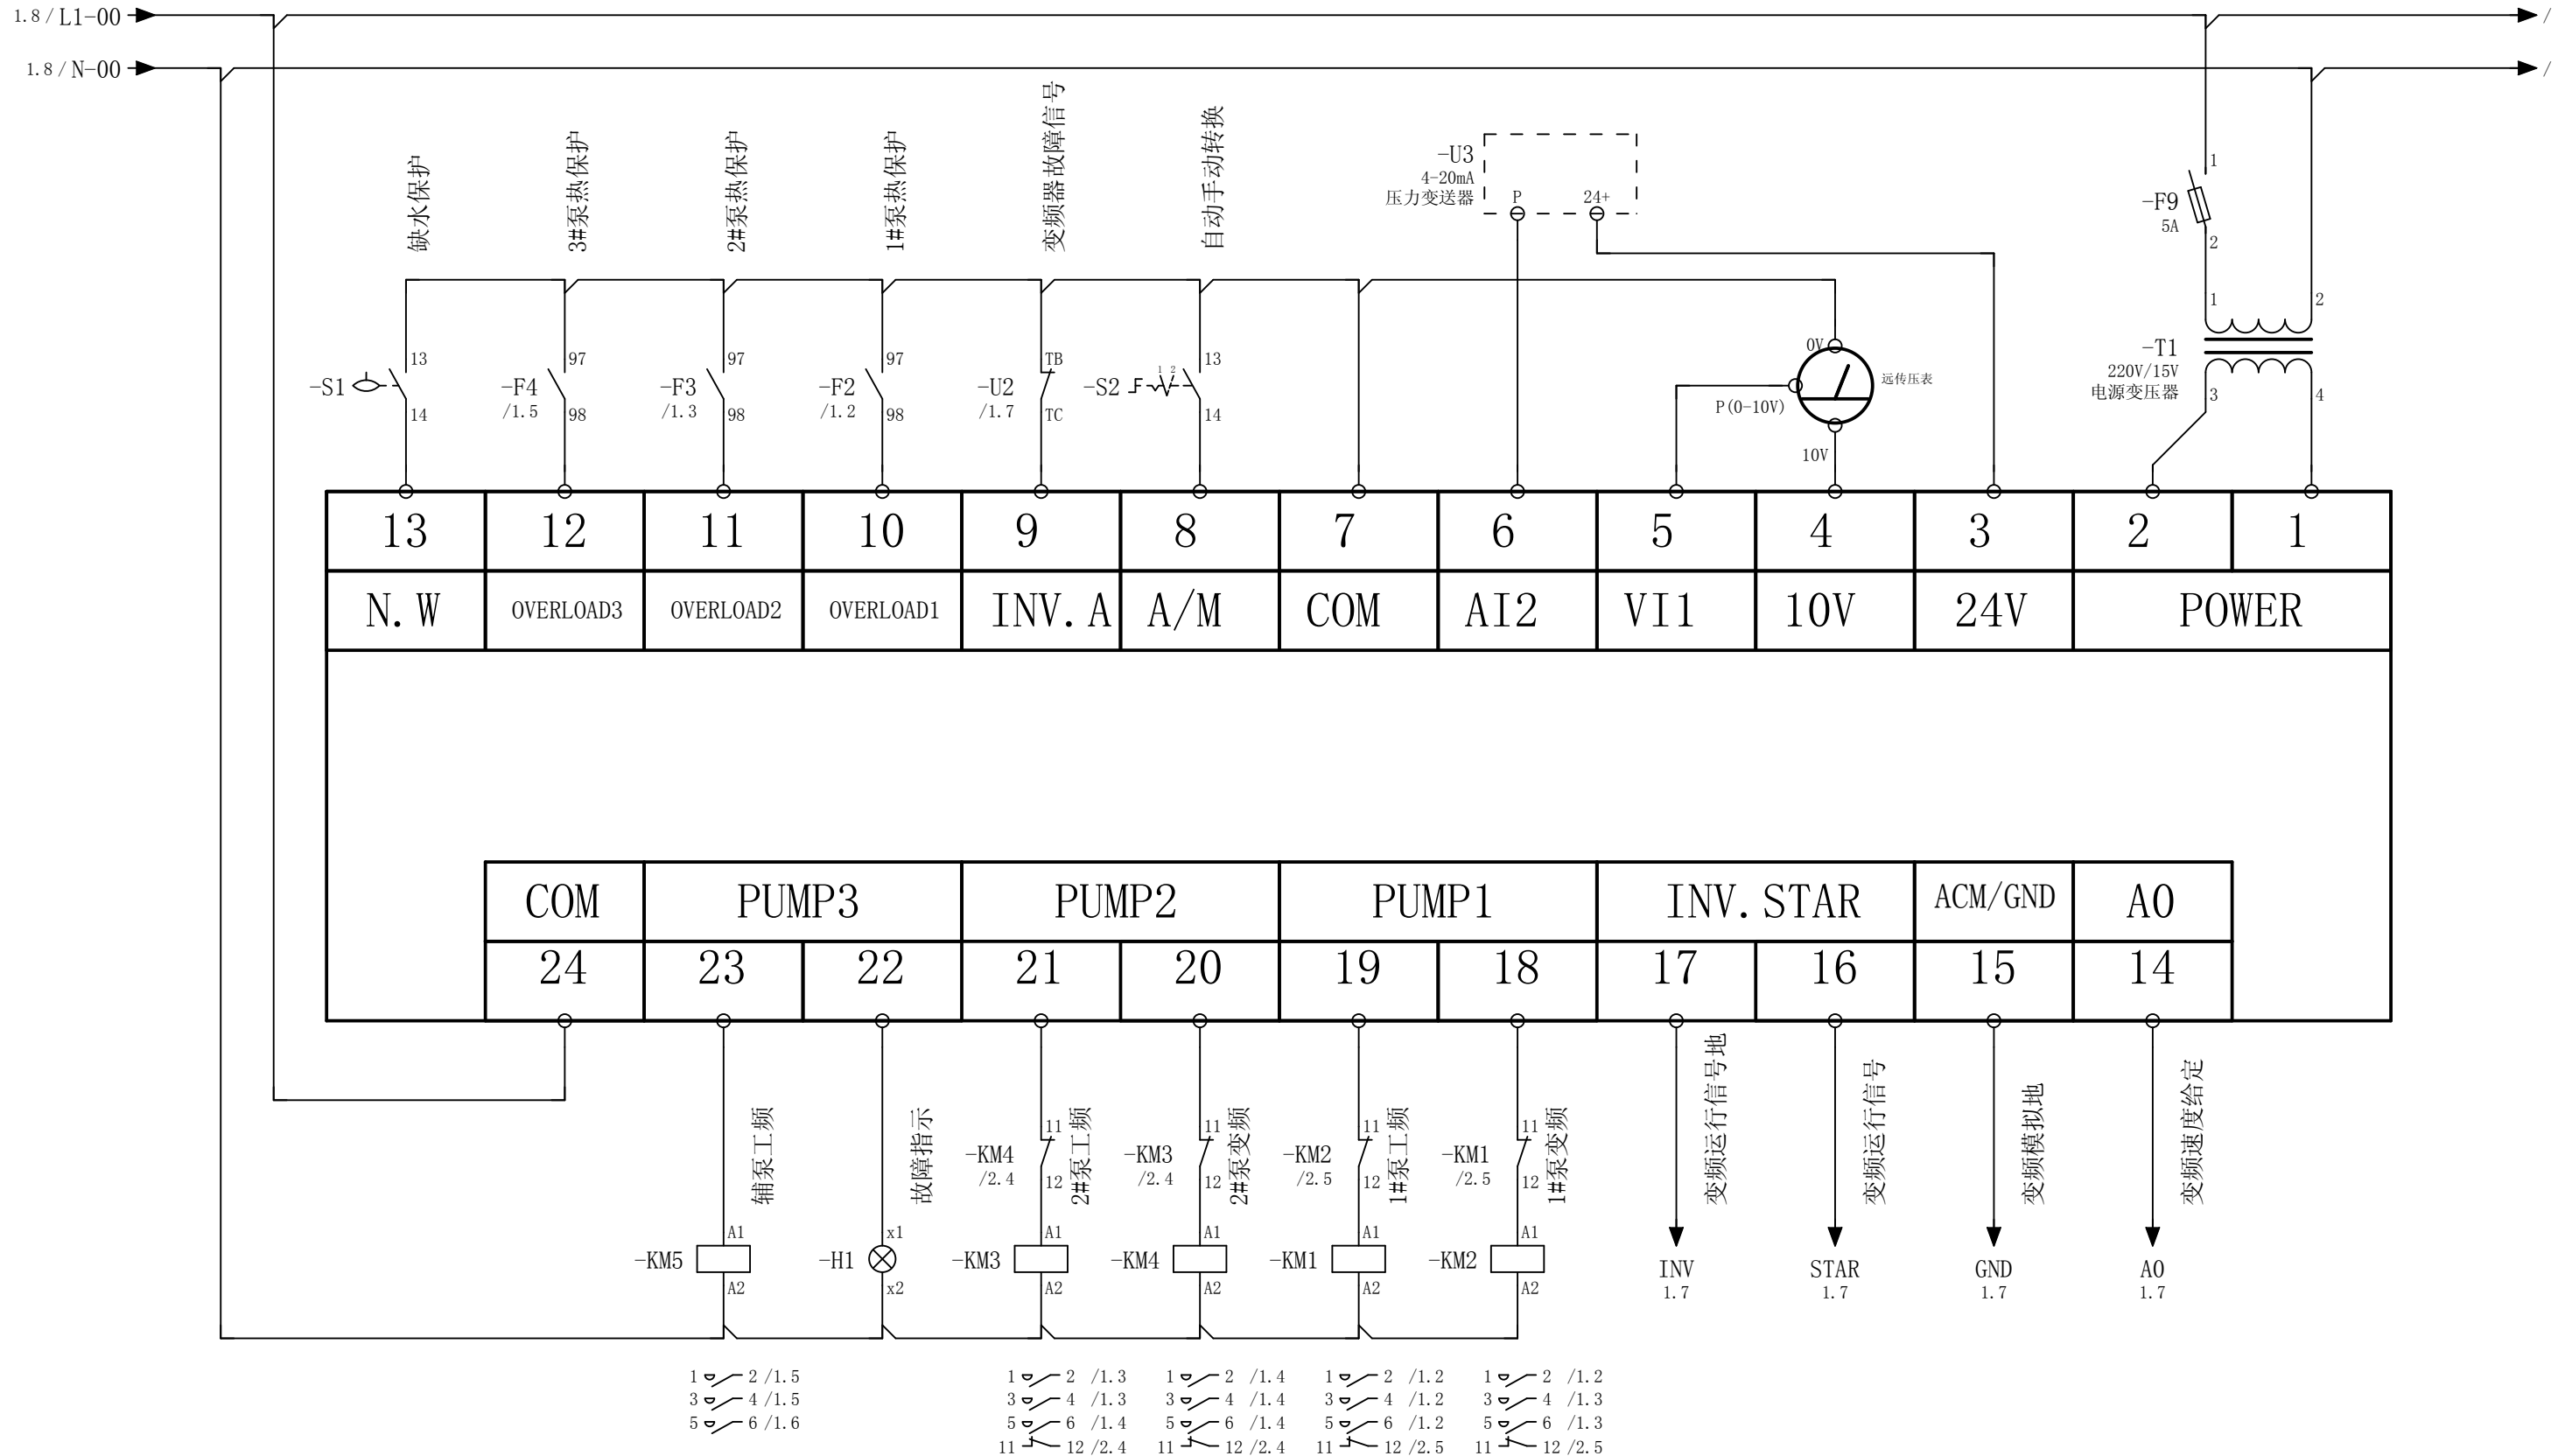 1.8 / L1-00
/
1.8 / N-00
/
缺水保护
3#泵热保护
2#泵热保护
1#泵热保护
变频器故障信号
自动手动转换
-U3
4-20mA
压力变送器
P
24+
1
-F9
5A
2
1
2
-T1
220V/15V
电源变压器
3
4
-S1
13
14
-F4
/1.5
97
98
-F3
/1.3
97
98
-F2
/1.2
97
98
-U2
/1.7
TB
TC
-S2
1 2
13
14
0V
P(0-10V)
远传压表
10V
13 12 11 10 9 8 7 6 5 4 3 2 1
N.W OVERLOAD3 OVERLOAD2 OVERLOAD1 INV.A A/M COM AI2 VI1 10V 24V POWER
COM PUMP3 PUMP2 PUMP1 INV.STAR ACM/GND AO
24 23 22 21 20 19 18 17 16 15 14
辅泵工频
故障指示
2#泵工频
2#泵变频
1#泵工频
1#泵变频
变频运行信号地
变频运行信号
变频模拟地
变频速度给定
-KM4
/2.4
11
12
-KM3
/2.4
11
12
-KM2
/2.5
11
12
-KM1
/2.5
11
12
-KM5
A1
A2
-H1
x1
x2
-KM3
A1
A2
-KM4
A1
A2
-KM1
A1
A2
-KM2
A1
A2
INV
1.7
STAR
1.7
GND
1.7
AO
1.7
1 2 /1.5
3 4 /1.5
5 6 /1.6
1 2 /1.3
3 4 /1.3
5 6 /1.4
11 12 /2.4
1 2 /1.4
3 4 /1.4
5 6 /1.4
11 12 /2.4
1 2 /1.2
3 4 /1.2
5 6 /1.2
11 12 /2.5
1 2 /1.2
3 4 /1.3
5 6 /1.3
11 12 /2.5